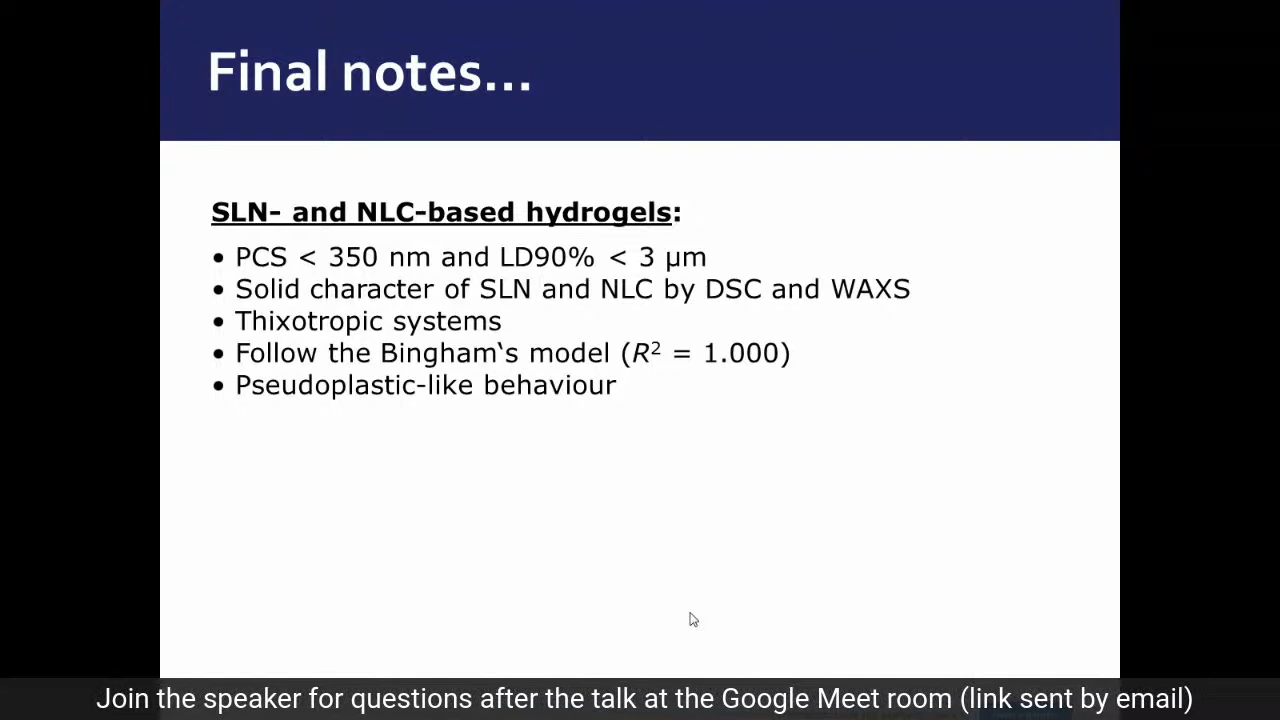 Final notes...
SLN- and NLC-based hydrogels:
• PCS < 350 nm and LD90% < 3 µm
• Solid character of SLN and NLC by DSC and WAXS
• Thixotropic systems
• Follow the Bingham‛s model (R² = 1.000)
• Pseudoplastic-like behaviour
Join the speaker for questions after the talk at the Google Meet room (link sent by email)